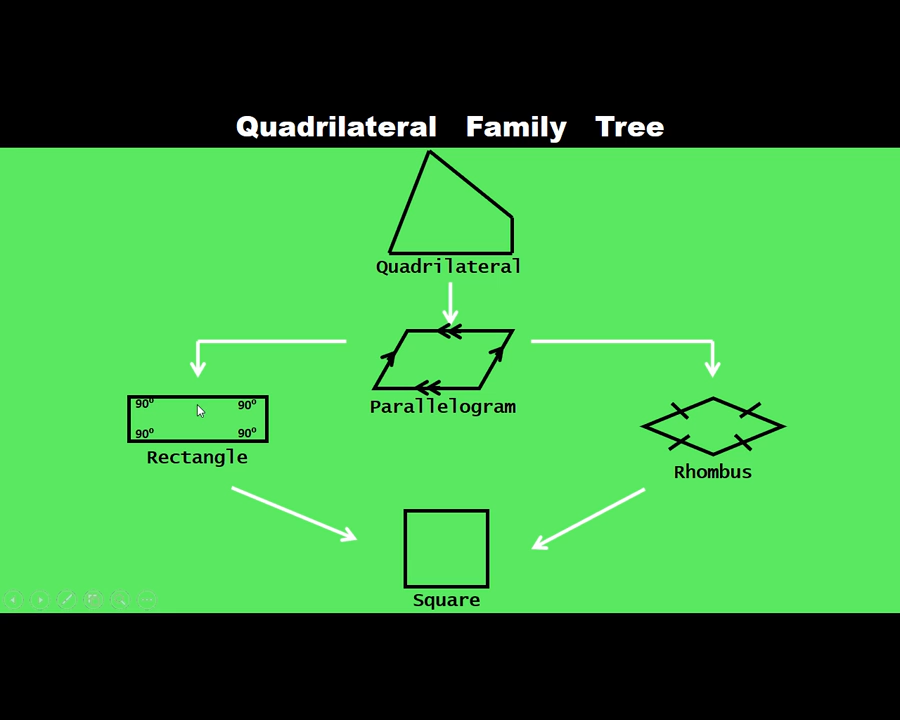 Quadrilateral Family Tree
Quadrilateral
Parallelogram
90⁰ 90⁰
90⁰ 90⁰
Rectangle
Rhombus
Square